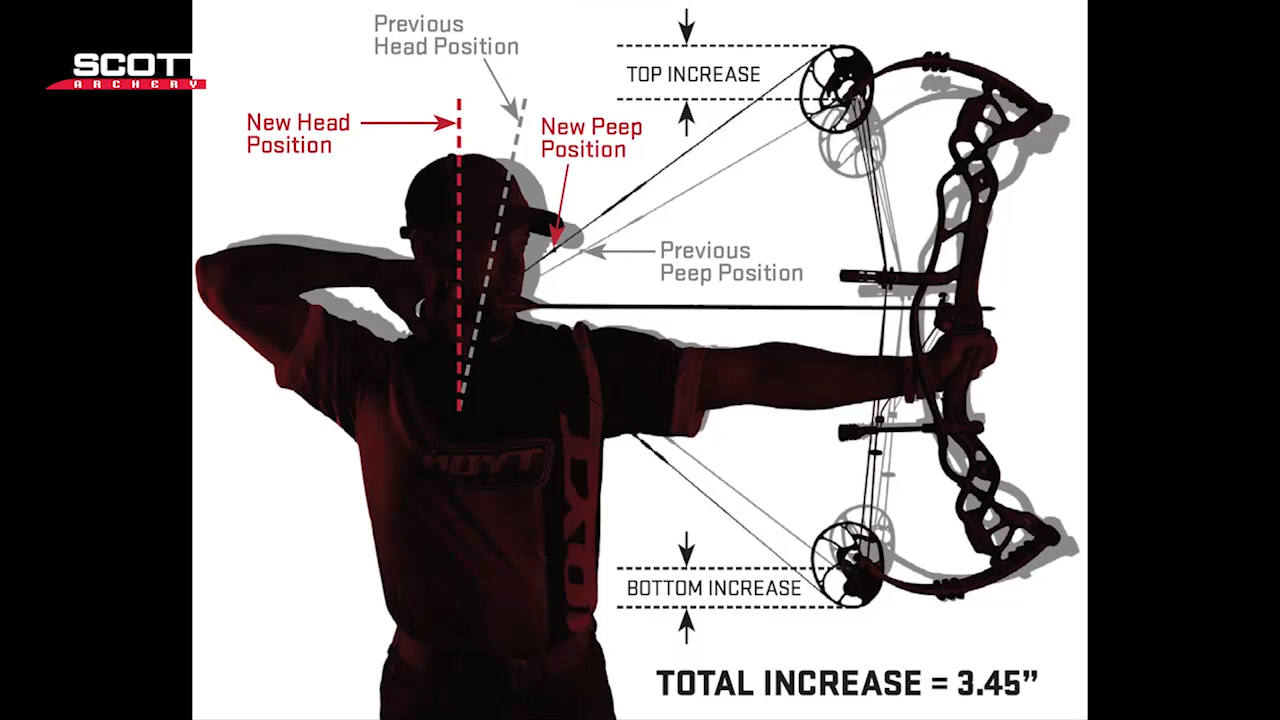 SCOTT
ARCHERY
Previous
Head Position
New Head
Position
New Peep
Position
TOP INCREASE
Previous
Peep Position
HOYT
BOTTOM INCREASE
TOTAL INCREASE = 3.45”